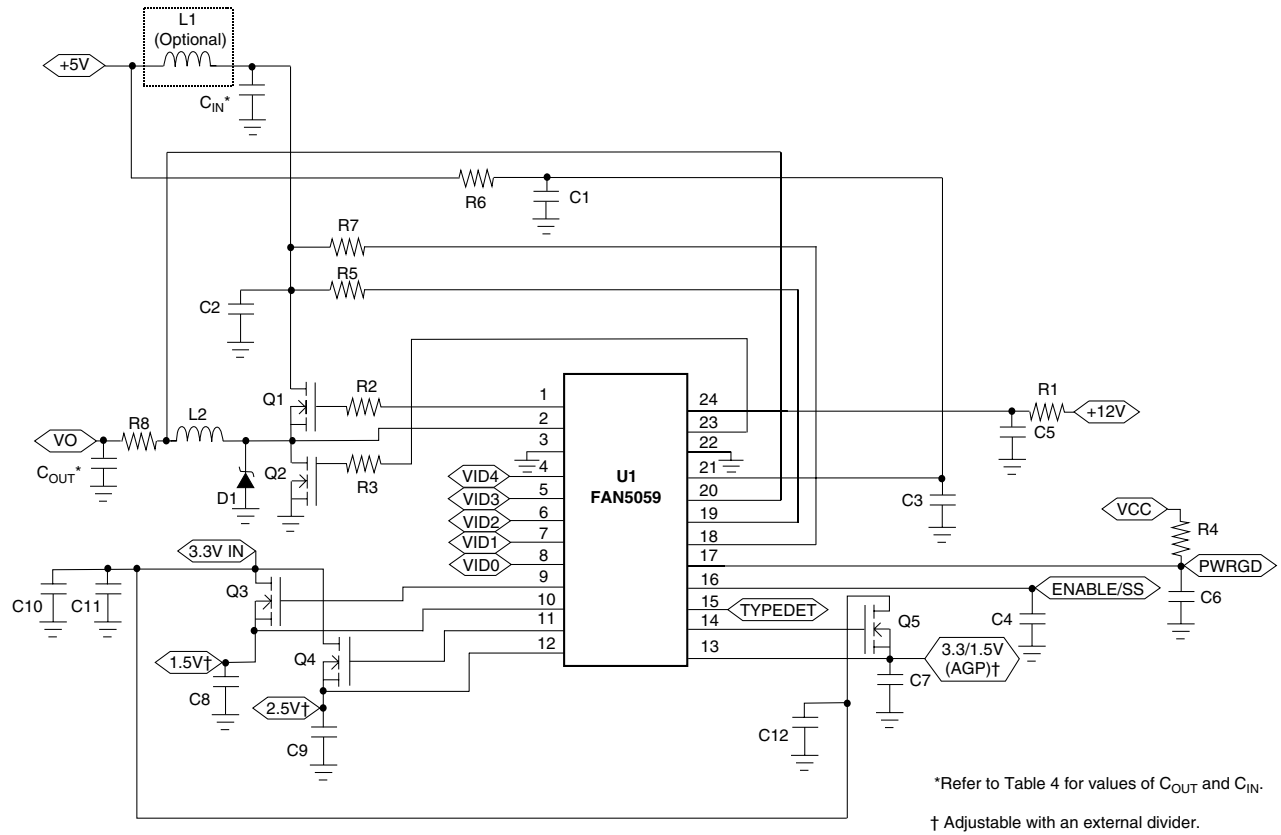 L1
(Optional)
+5V
C_IN*
R6
C1
R7
R5
C2
Q1
R2
1
2
3
4
5
6
7
8
9
10
11
12
24
23
22
21
20
19
18
17
16
15
14
13
U1
FAN5059
R1
+12V
C5
VO
R8
L2
C_OUT*
D1
Q2
R3
VID4
VID3
VID2
VID1
VID0
C3
VCC
R4
PWRGD
C6
ENABLE/SS
C4
TYPEDET
Q5
3.3/1.5V
(AGP)†
C7
C12
3.3V IN
C10
C11
Q3
1.5V†
C8
Q4
2.5V†
C9
*Refer to Table 4 for values of C_OUT and C_IN.
† Adjustable with an external divider.